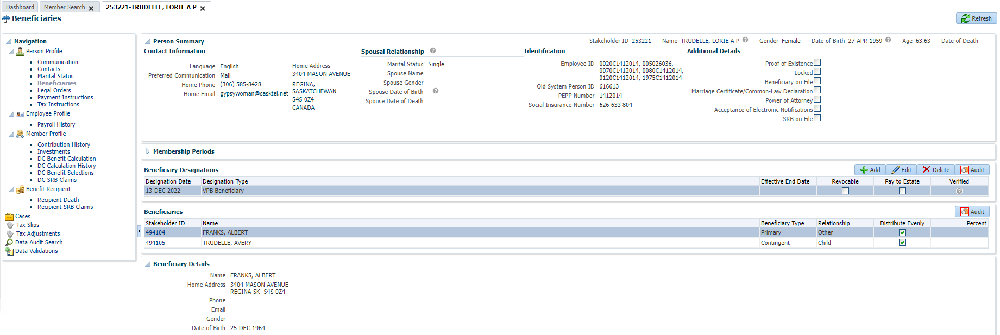 Dashboard Member Search 253221-TRUDELLE, LORIE A P
Beneficiaries
Refresh
Navigation
Person Profile
Communication
Contacts
Marital Status
Beneficiaries
Legal Orders
Payment Instructions
Tax Instructions
Employee Profile
Payroll History
Member Profile
Contribution History
Investments
DC Benefit Calculation
DC Calculation History
DC Benefit Selections
DC SRB Claims
Benefit Recipient
Recipient Death
Recipient SRB Claims
Cases
Tax Slips
Tax Adjustments
Data Audit Search
Data Validations
Person Summary Stakeholder ID 253221 Name TRUDELLE, LORIE A P Gender Female Date of Birth 27-APR-1959 Age 63.63 Date of Death
Contact Information
Language English
Preferred Communication Mail
Home Phone (306) 585-8428
Home Email gypsywoman@sasktel.net
Home Address
3404 MASON AVENUE
REGINA,
SASKATCHEWAN
S4S 0Z4
CANADA
Spousal Relationship
Marital Status Single
Spouse Name
Spouse Gender
Spouse Date of Birth
Spouse Date of Death
Identification
Employee ID 0020C1412014, 005026036,
0070C1412014, 0080C1412014,
0120C1412014, 1975C1412014
Old System Person ID 616613
PEPP Number 1412014
Social Insurance Number 626 633 804
Additional Details
Proof of Existence
Locked
Beneficiary on File
Marriage Certificate/Common-Law Declaration
Power of Attorney
Acceptance of Electronic Notifications
SRB on File
Membership Periods
Beneficiary Designations Add Edit Delete Audit
Designation Date Designation Type Effective End Date Revocable Pay to Estate Verified
13-DEC-2022 VPB Beneficiary
Beneficiaries Audit
Stakeholder ID Name Beneficiary Type Relationship Distribute Evenly Percent
494104 FRANKS, ALBERT Primary Other
494105 TRUDELLE, AVERY Contingent Child
Beneficiary Details
Name FRANKS, ALBERT
Home Address 3404 MASON AVENUE
REGINA SK S4S 0Z4
Phone
Email
Gender
Date of Birth 25-DEC-1964